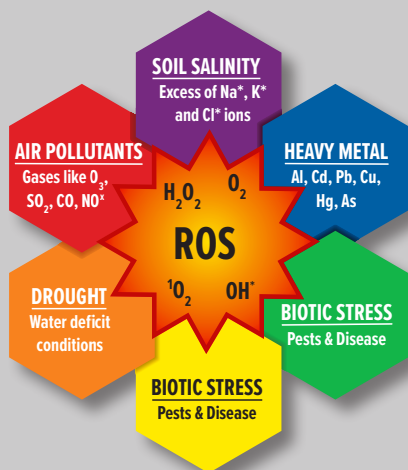 SOIL SALINITY
Excess of Na*, K*
and Cl* ions
AIR POLLUTANTS
Gases like O₃,
SO₂, CO, NOˣ
HEAVY METAL
Al, Cd, Pb, Cu,
Hg, As
H₂O₂
O₂
ROS
¹O₂
OH*
DROUGHT
Water deficit
conditions
BIOTIC STRESS
Pests & Disease
BIOTIC STRESS
Pests & Disease